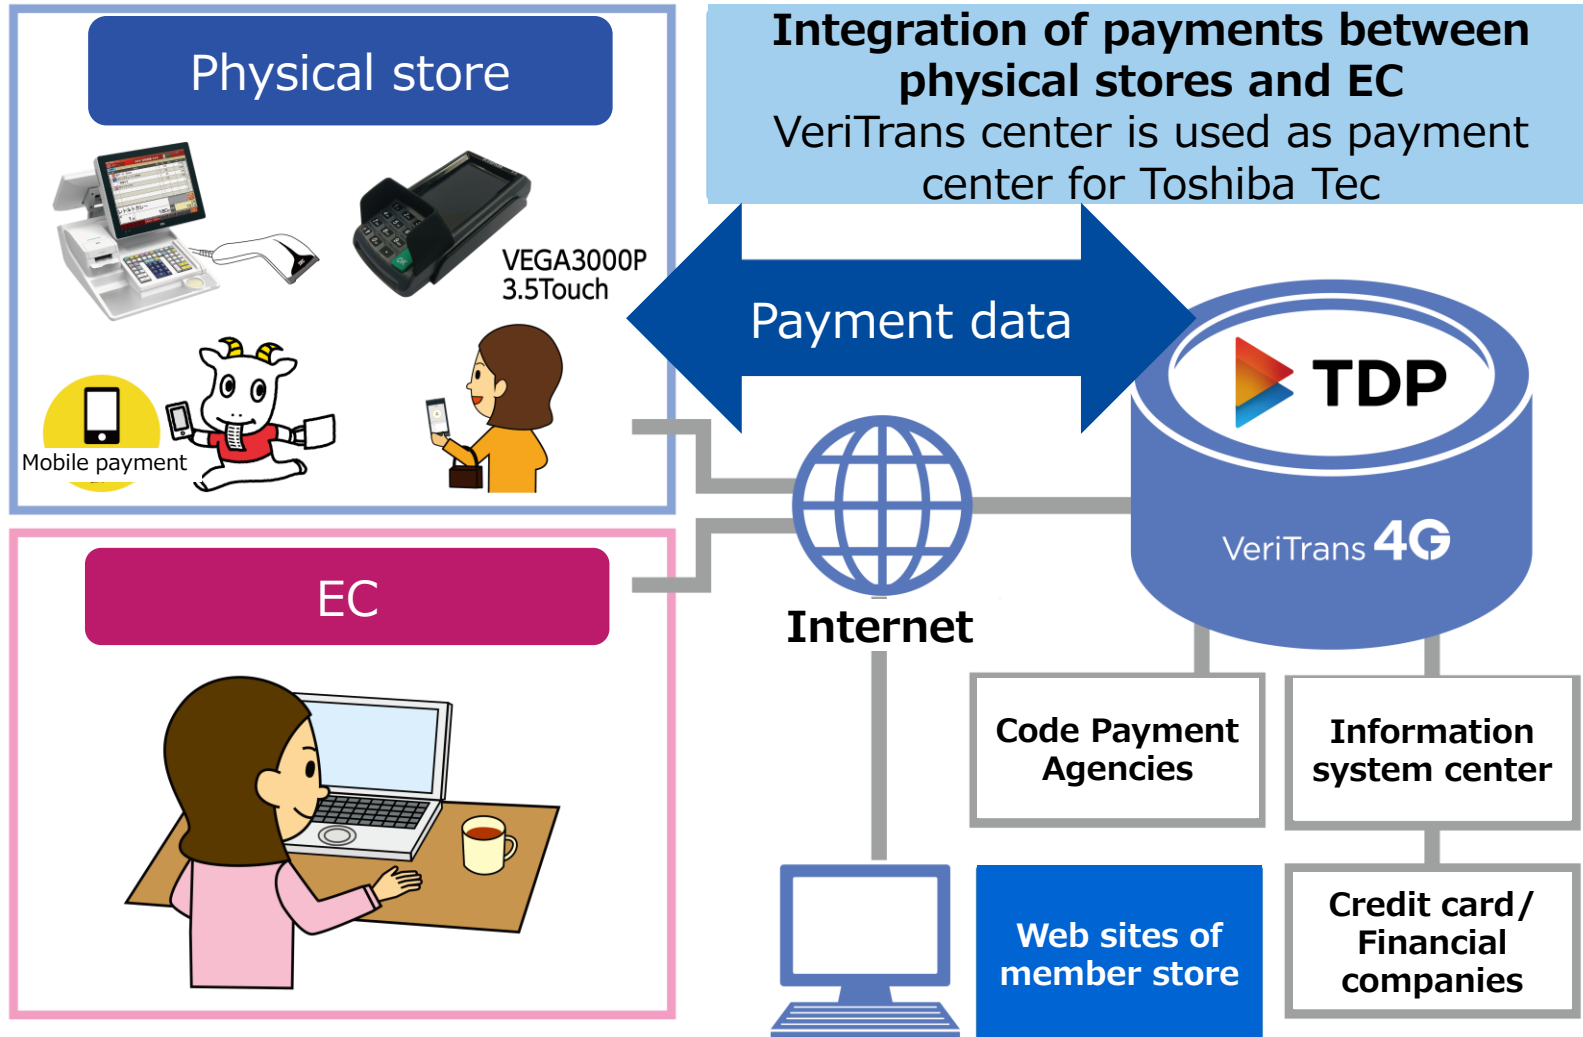 Physical store
Integration of payments between
physical stores and EC
VeriTrans center is used as payment
center for Toshiba Tec
VEGA3000P
3.5Touch
Payment data
Mobile payment
TDP
VeriTrans 4G
EC
Internet
Code Payment
Agencies
Information
system center
Web sites of
member store
Credit card/
Financial
companies